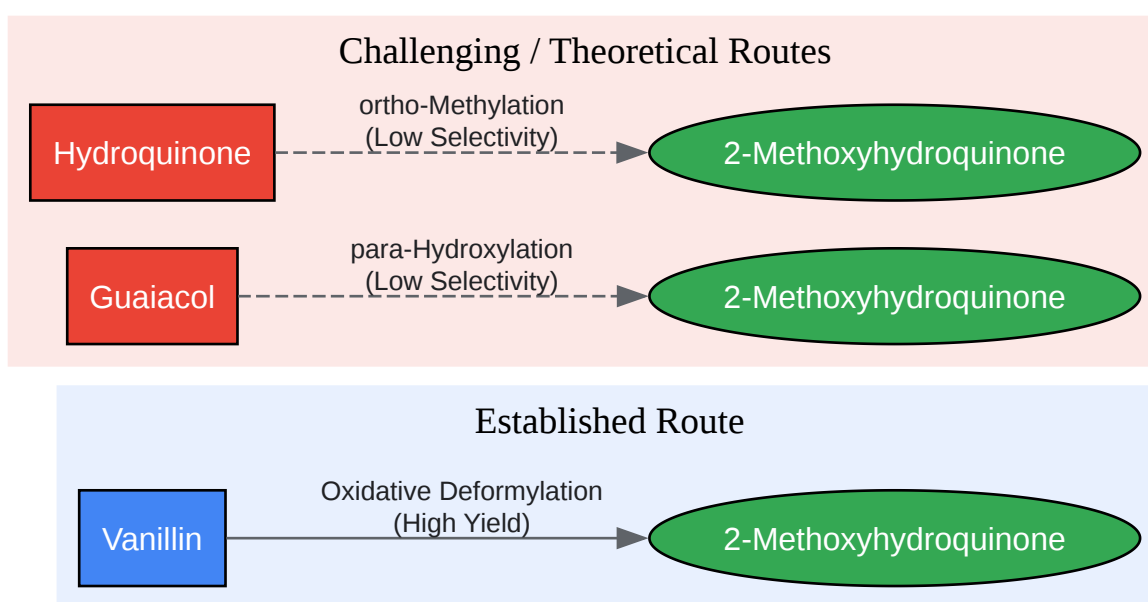 Challenging / Theoretical Routes
ortho-Methylation
(Low Selectivity)
Hydroquinone
2-Methoxyhydroquinone
para-Hydroxylation
(Low Selectivity)
Guaiacol
2-Methoxyhydroquinone
Established Route
Oxidative Deformylation
(High Yield)
Vanillin
2-Methoxyhydroquinone